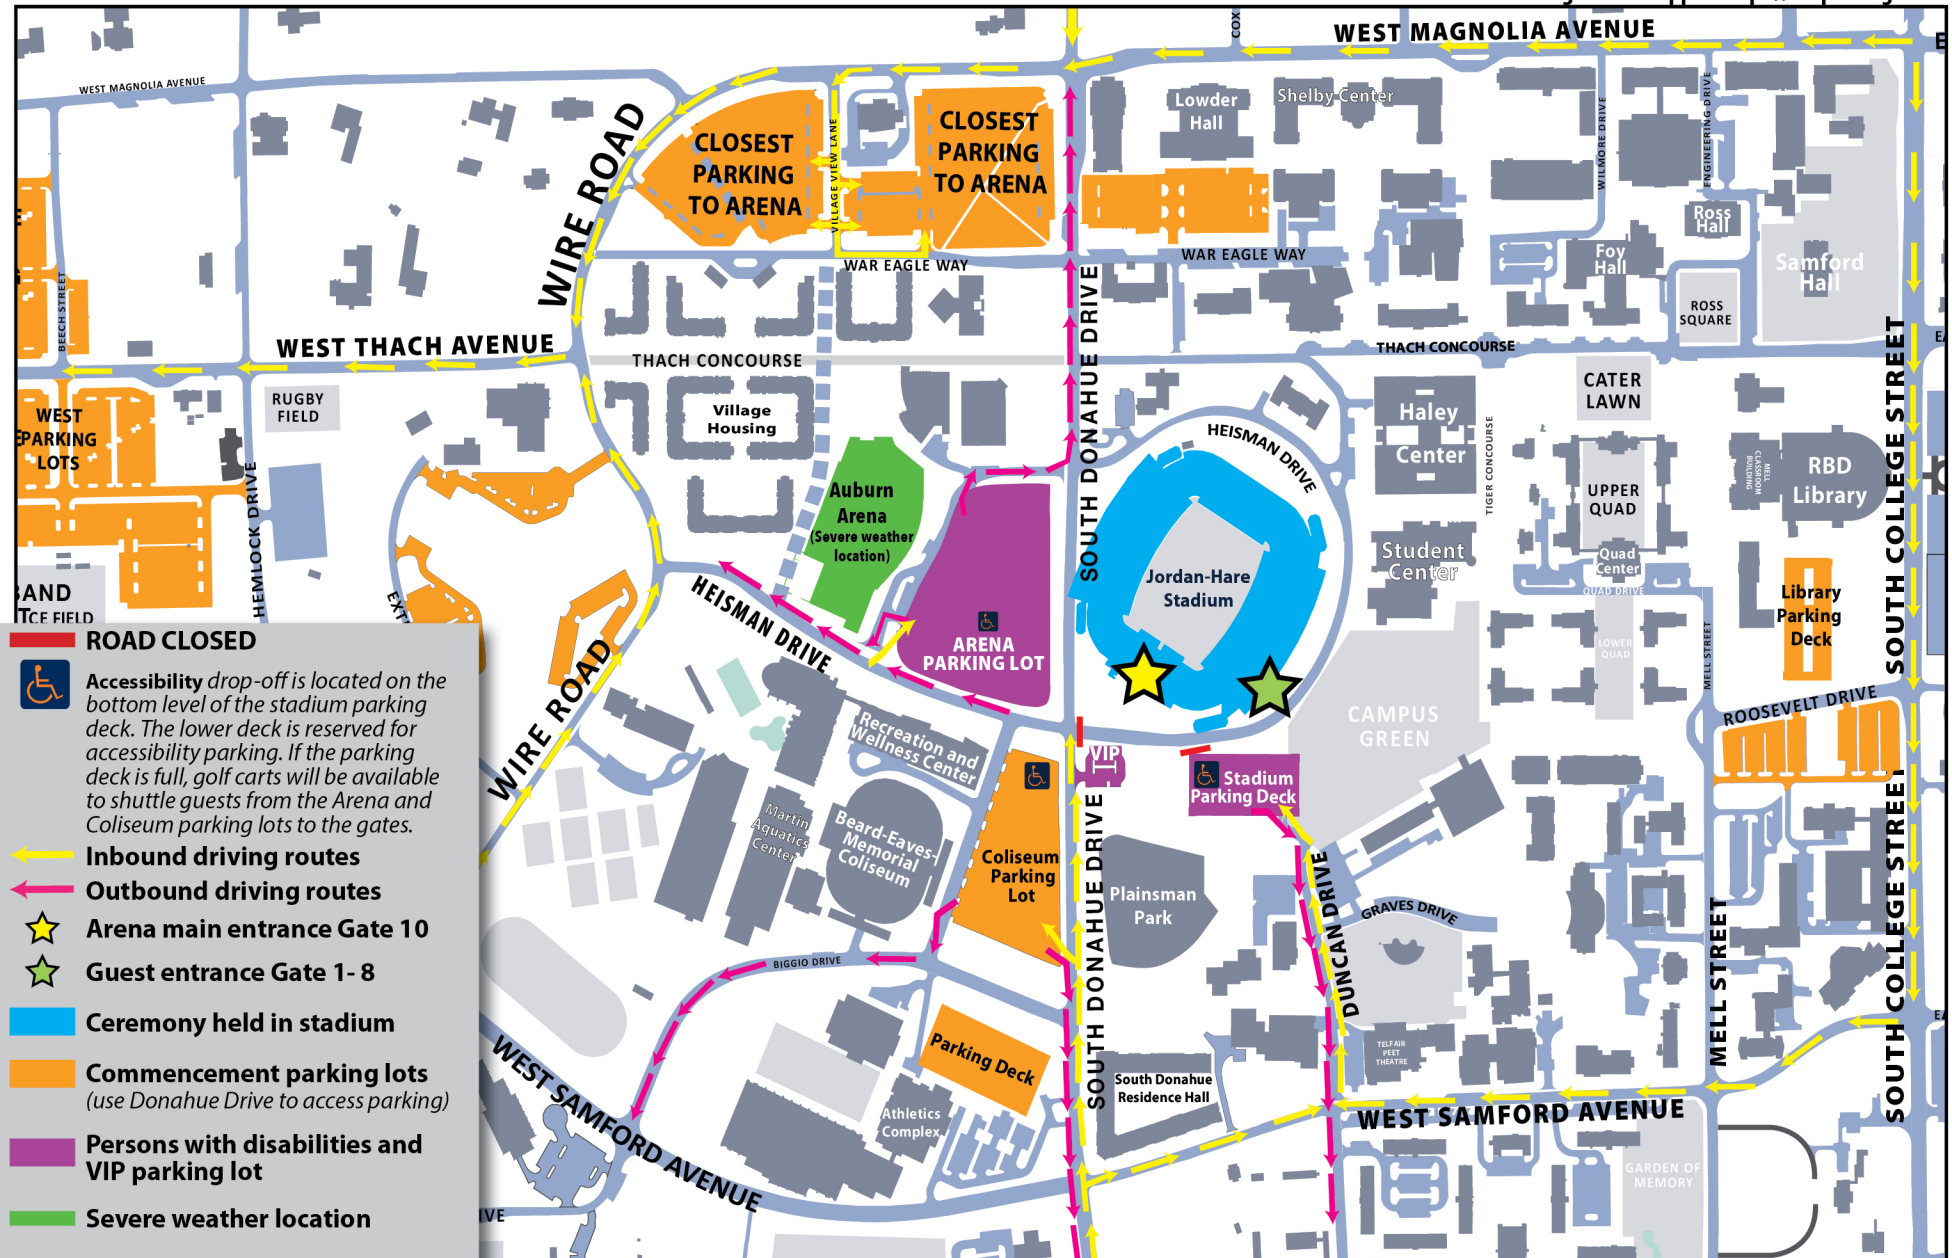 WEST MAGNOLIA AVENUE
COX
WEST MAGNOLIA AVENUE
WIRE ROAD
CLOSEST
PARKING
TO ARENA
VILLAGE VIEW LANE
CLOSEST
PARKING
TO ARENA
Lowder
Hall
Shelby Center
WILMORE DRIVE
ENGINEERING DRIVE
Ross
Hall
Foy
Hall
Samford
Hall
WAR EAGLE WAY
WAR EAGLE WAY
BEECH STREET
ROSS
SQUARE
WEST THACH AVENUE
THACH CONCOURSE
THACH CONCOURSE
SOUTH DONAHUE DRIVE
SOUTH COLLEGE STREET
RUGBY
FIELD
WEST
PARKING
LOTS
Village
Housing
CATER
LAWN
Haley
Center
TIGER CONCOURSE
HEISMAN DRIVE
HEMLOCK DRIVE
Auburn
Arena
(Severe weather
location)
MELL
CLASSROOM
BUILDING
RBD
Library
UPPER
QUAD
Student
Center
Quad
Center
QUAD DRIVE
Jordan-Hare
Stadium
BAND
CE FIELD
EXT
HEISMAN DRIVE
ARENA
PARKING LOT
LOWER
QUAD
MELL STREET
Library
Parking
Deck
ROOSEVELT DRIVE
CAMPUS
GREEN
WIRE ROAD
Recreation and
Wellness Center
VIP
Stadium
Parking Deck
Martin
Aquatics
Center
Beard-Eaves-
Memorial
Coliseum
Coliseum
Parking
Lot
SOUTH DONAHUE DRIVE
Plainsman
Park
DUNCAN DRIVE
GRAVES DRIVE
MELL STREET
SOUTH COLLEGE STREET
BIGGIO DRIVE
Parking Deck
TELFAIR
PEET
THEATRE
WEST SAMFORD AVENUE
South Donahue
Residence Hall
Athletics
Complex
WEST SAMFORD AVENUE
GARDEN OF
MEMORY
IVE
ROAD CLOSED
Accessibility drop-off is located on the
bottom level of the stadium parking
deck. The lower deck is reserved for
accessibility parking. If the parking
deck is full, golf carts will be available
to shuttle guests from the Arena and
Coliseum parking lots to the gates.
Inbound driving routes
Outbound driving routes
Arena main entrance Gate 10
Guest entrance Gate 1- 8
Ceremony held in stadium
Commencement parking lots
(use Donahue Drive to access parking)
Persons with disabilities and
VIP parking lot
Severe weather location